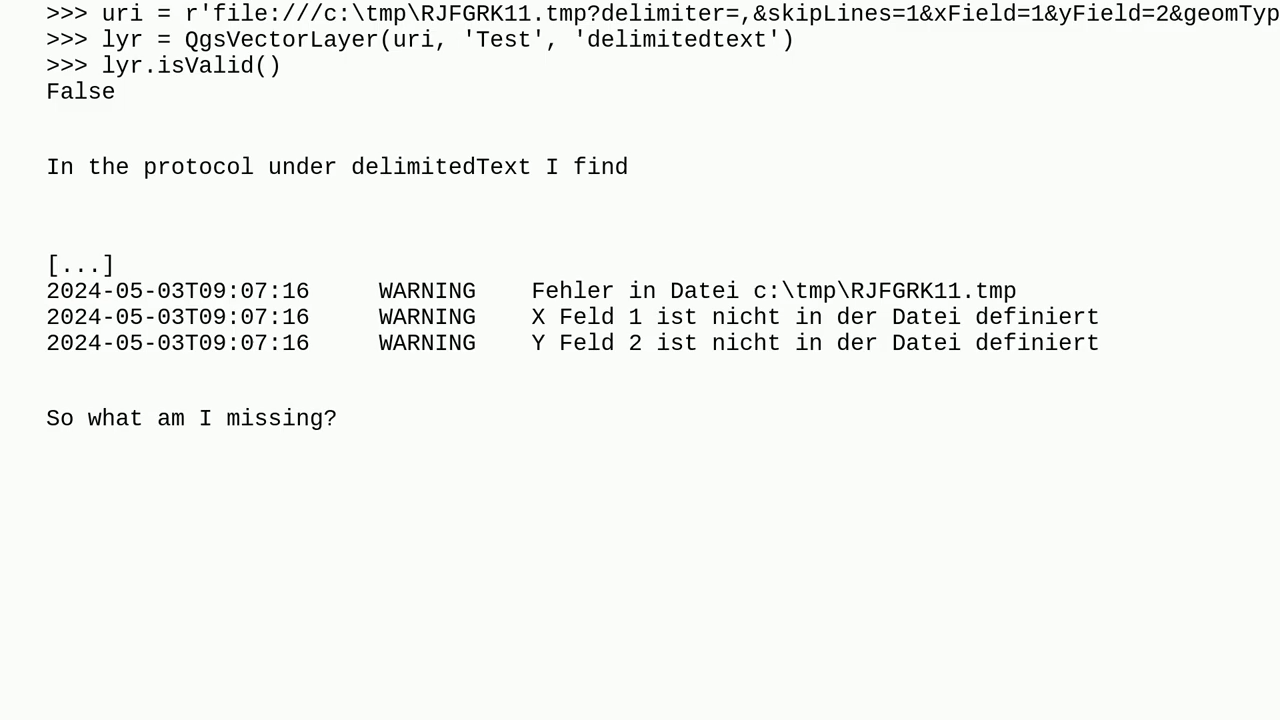 >>> uri = r'file:///c:\tmp\RJFGRK11.tmp?delimiter=,&skipLines=1&xField=1&yField=2&geomTyp
>>> lyr = QgsVectorLayer(uri, 'Test', 'delimitedtext')
>>> lyr.isValid()
False
In the protocol under delimitedText I find
[...]
2024-05-03T09:07:16     WARNING    Fehler in Datei c:\tmp\RJFGRK11.tmp
2024-05-03T09:07:16     WARNING    X Feld 1 ist nicht in der Datei definiert
2024-05-03T09:07:16     WARNING    Y Feld 2 ist nicht in der Datei definiert
So what am I missing?